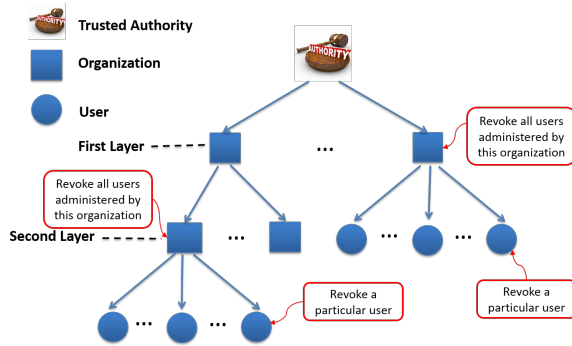 Trusted Authority
AUTHORITY
AUTHORITY
Organization
User
First Layer
...
Revoke all users
administered by
this organization
Revoke all users
administered by
this organization
Second Layer
...
...
...
Revoke a
particular user
Revoke a
particular user
...
...